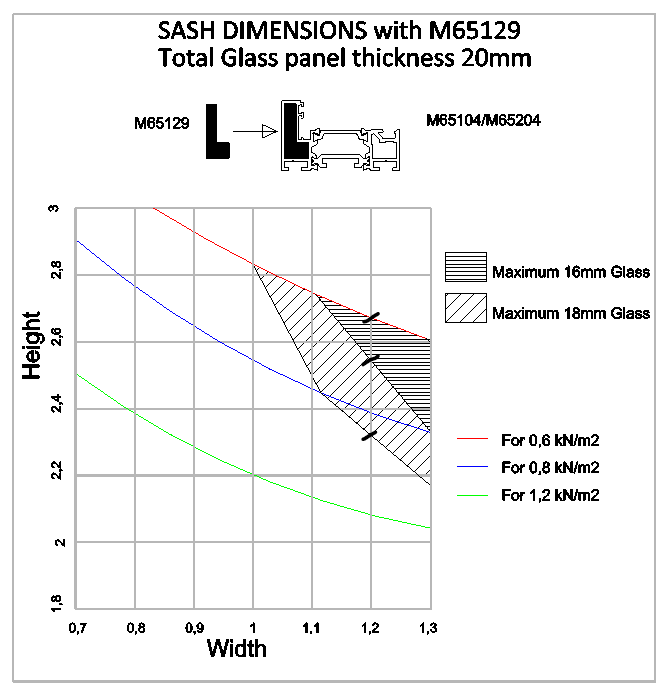 SASH DIMENSIONS with M65129
Total Glass panel thickness 20mm
M65129
M65104/M65204
3
2,8
2,6
2,4
2,2
2
1,8
Height
0,7 0,8 0,9 1 1,1 1,2 1,3
Width
Maximum 16mm Glass
Maximum 18mm Glass
For 0,6 kN/m2
For 0,8 kN/m2
For 1,2 kN/m2